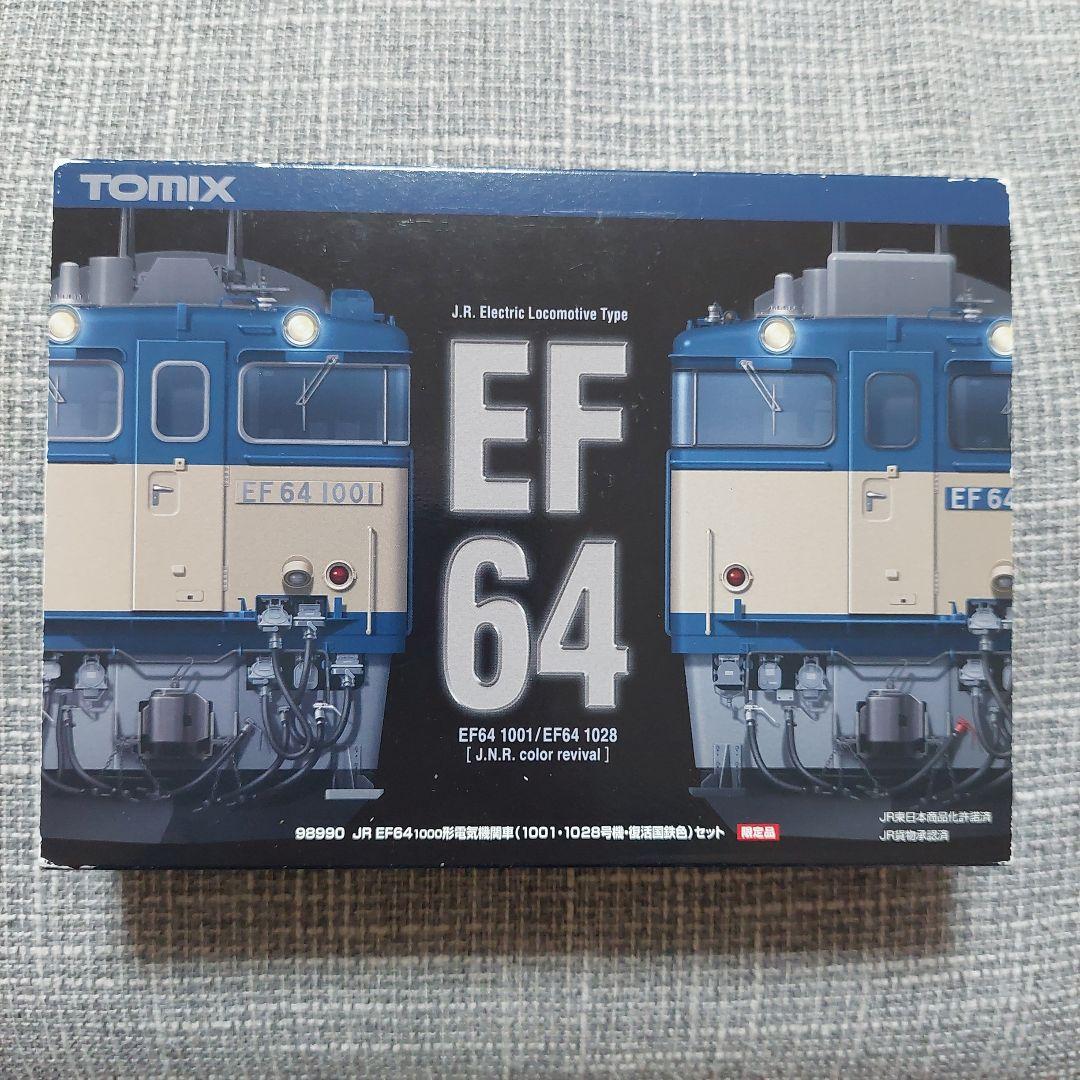 TOMIX
J.R. Electric Locomotive Type
EF
64
EF 64 1001
EF 64
EF64 1001/EF64 1028
[ J.N.R. color revival ]
98990 JR EF64 1000形電気機関車(1001・1028号機・復活国鉄色)セット 限定品
JR東日本商品化許諾済
JR貨物承認済